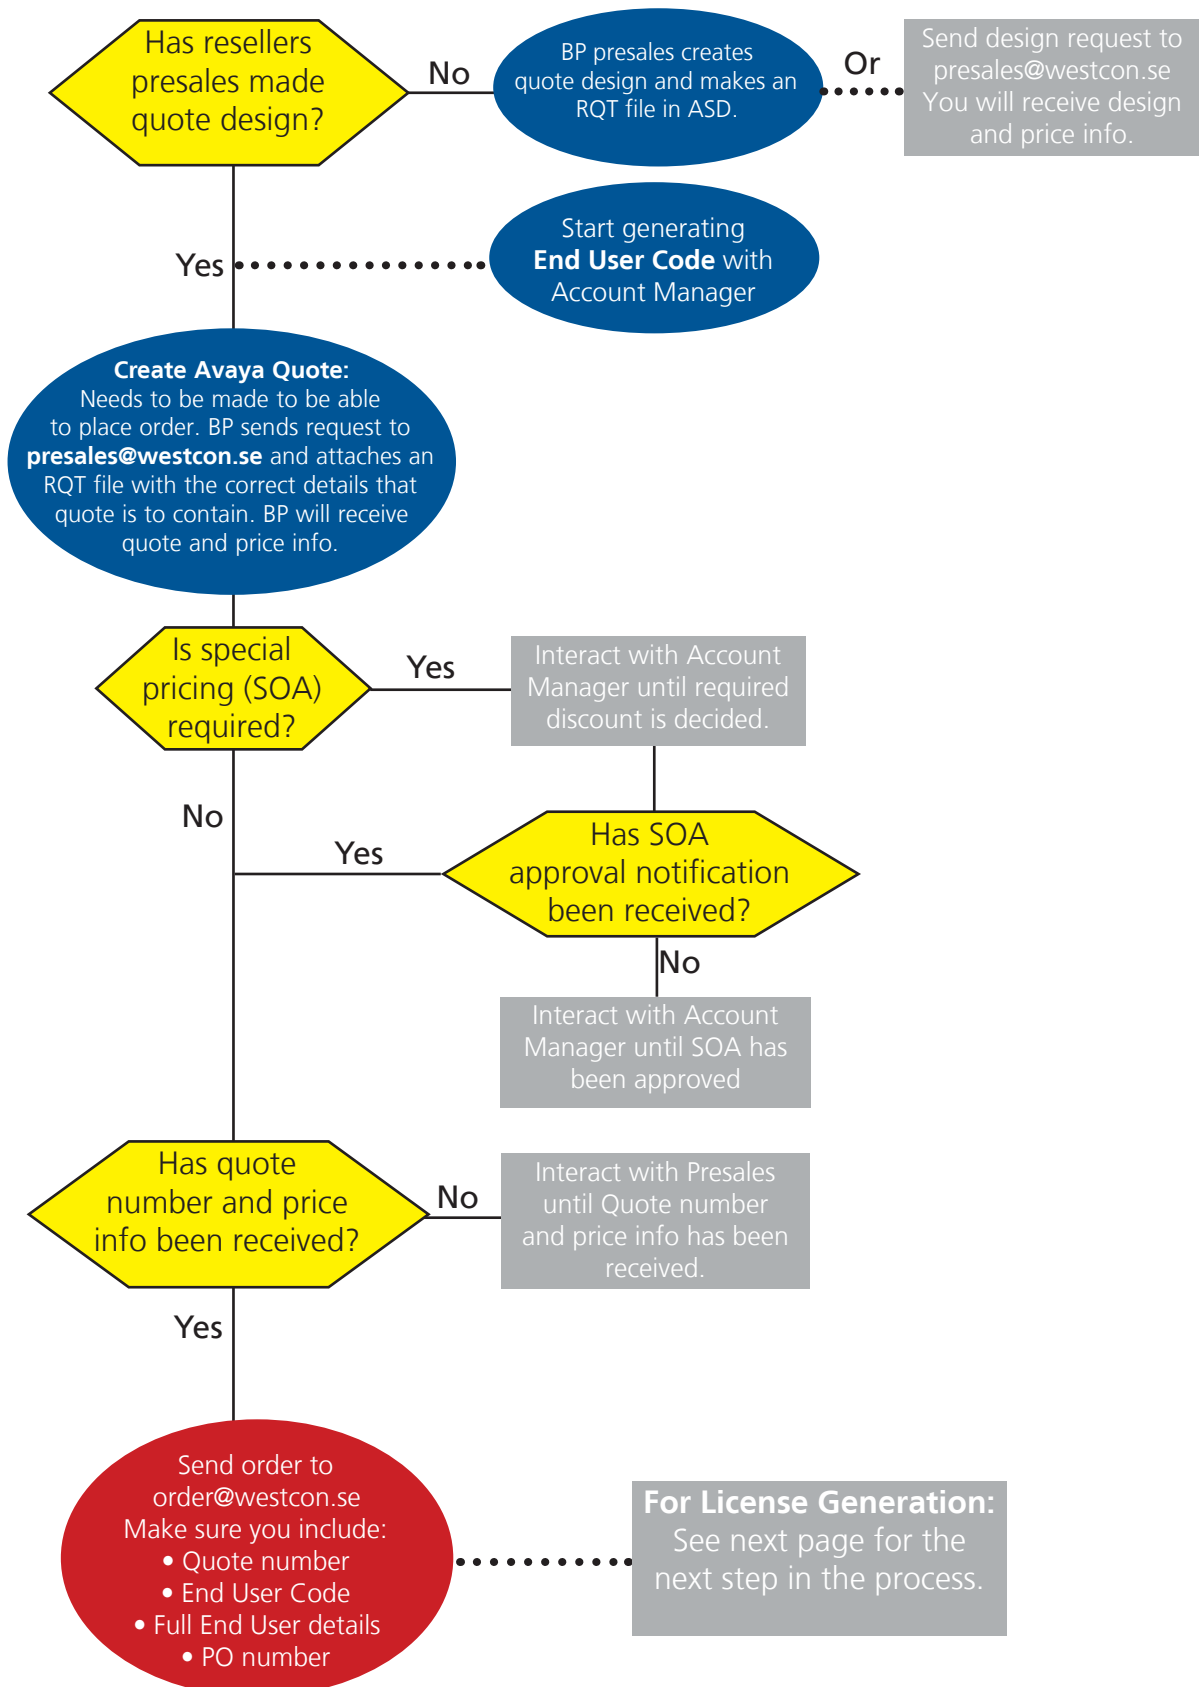 Has resellers
presales made
quote design?
No
BP presales creates
quote design and makes an
RQT file in ASD.
Or
Send design request to
presales@westcon.se
You will receive design
and price info.
Yes
Start generating
End User Code with
Account Manager
Create Avaya Quote:
Needs to be made to be able
to place order. BP sends request to
presales@westcon.se and attaches an
RQT file with the correct details that
quote is to contain. BP will receive
quote and price info.
Is special
pricing (SOA)
required?
Yes
Interact with Account
Manager until required
discount is decided.
No
Yes
Has SOA
approval notification
been received?
No
Interact with Account
Manager until SOA has
been approved
Has quote
number and price
info been received?
No
Interact with Presales
until Quote number
and price info has been
received.
Yes
Send order to
order@westcon.se
Make sure you include:
• Quote number
• End User Code
• Full End User details
• PO number
For License Generation:
See next page for the
next step in the process.